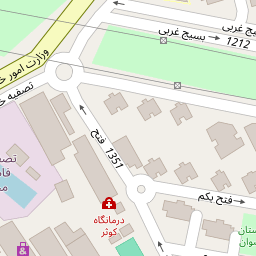 بسیج غربی
1212
بسیج غربی
وزارت امور خ
تصفیه خ
فتح
1351
درمانگاه
کوثر
فتح یکم